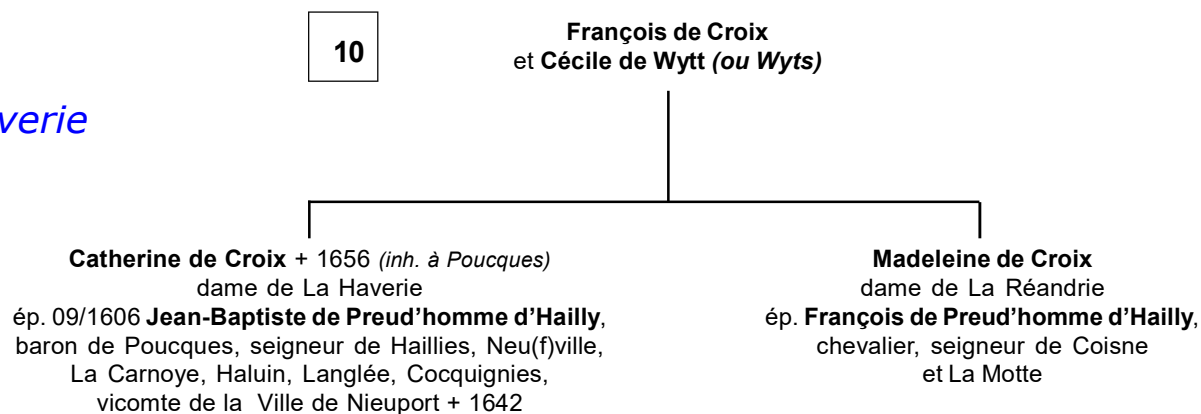 10
François de Croix
et Cécile de Wytt (ou Wyts)
verie
Catherine de Croix + 1656 (inh. à Poucques)
dame de La Haverie
ép. 09/1606 Jean-Baptiste de Preud'homme d'Hailly,
baron de Poucques, seigneur de Haillies, Neu(f)ville,
La Carnoye, Haluin, Langlée, Cocquignies,
vicomte de la Ville de Nieuport + 1642
Madeleine de Croix
dame de La Réandrie
ép. François de Preud'homme d'Hailly,
chevalier, seigneur de Coisne
et La Motte